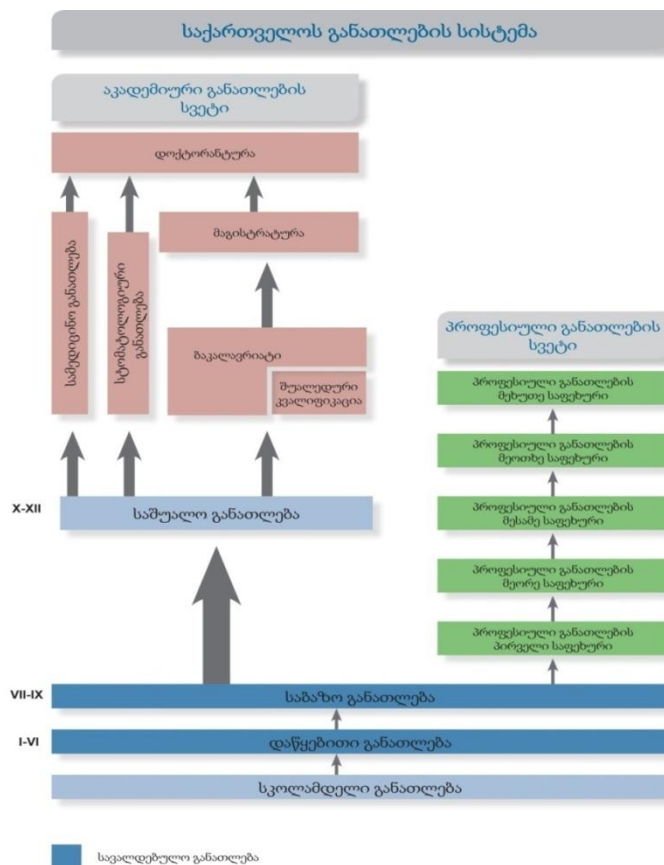 საქართველოს განათლების სისტემა
აკადემიური განათლების
სვეტი
დოქტორანტურა
სამედიცინო განათლება
სტომატოლოგიური
განათლება
მაგისტრატურა
ბაკალავრიატი
შუალედური
კვალიფიკაცია
X-XII
საშუალო განათლება
პროფესიული განათლების
სვეტი
პროფესიული განათლების
მეხუთე საფეხური
პროფესიული განათლების
მეოთხე საფეხური
პროფესიული განათლების
მესამე საფეხური
პროფესიული განათლების
მეორე საფეხური
პროფესიული განათლების
პირველი საფეხური
VII-IX
საბაზო განათლება
I-VI
დაწყებითი განათლება
სკოლამდელი განათლება
სავალდებულო განათლება